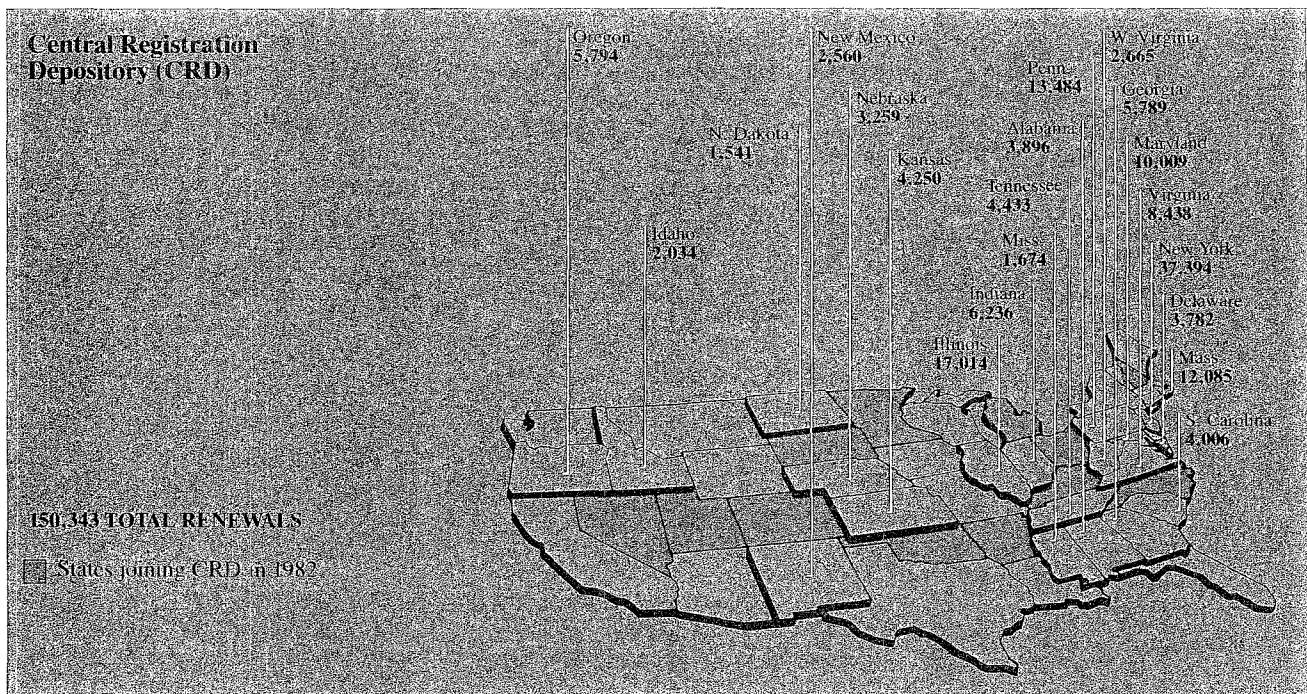 Central Registration
Depository (CRD)
Oregon
5,794
New Mexico
2,560
W. Virginia
2,665
Penn.
13,484
Georgia
5,789
Nebraska
3,259
N. Dakota
1,541
Alabama
3,896
Maryland
10,009
Kansas
4,250
Tennessee
4,433
Virginia
8,438
Idaho
2,034
Miss.
1,674
New York
37,394
Indiana
6,236
Delaware
3,782
Illinois
17,014
Mass.
12,085
S. Carolina
4,006
150,343 TOTAL RENEWALS
States joining CRD in 1982